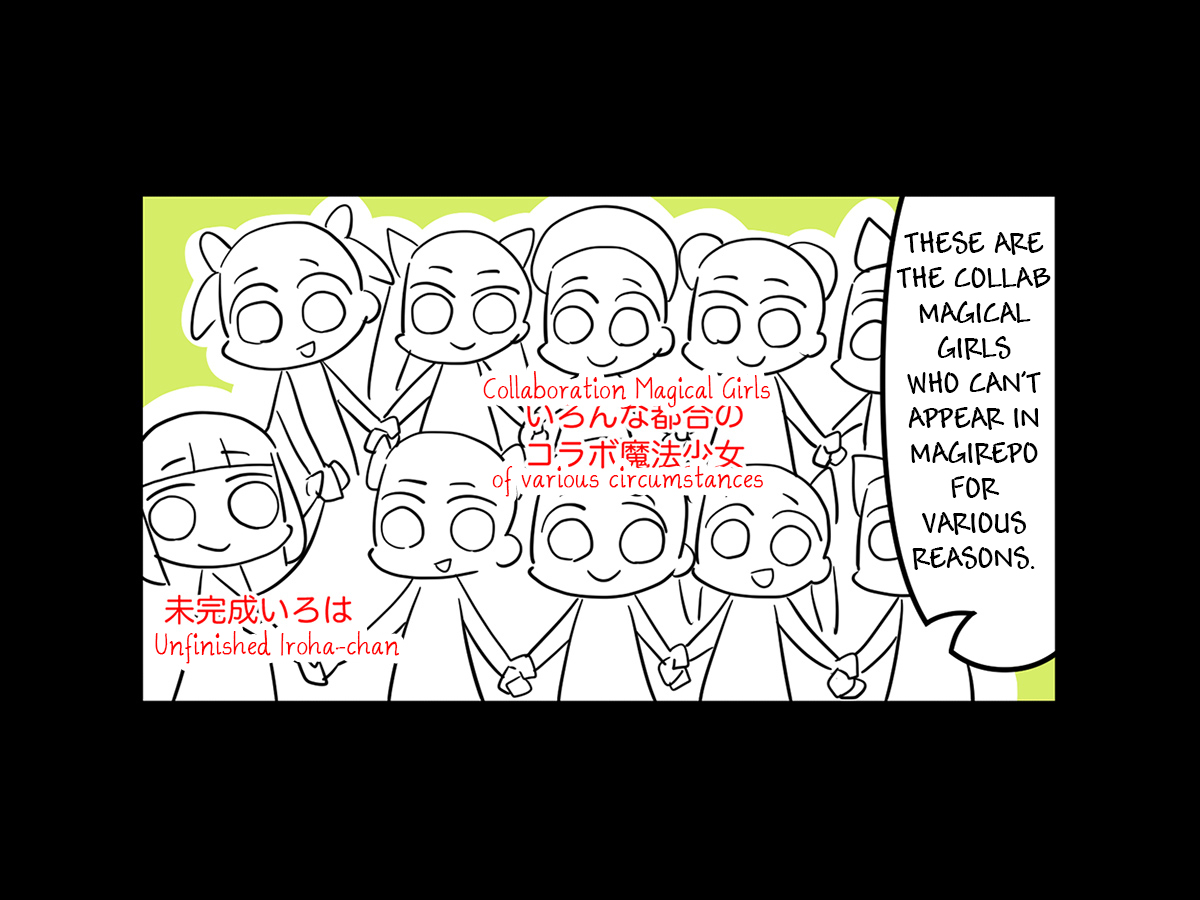 THESE ARE
THE COLLAB
MAGICAL
GIRLS
WHO CAN'T
APPEAR IN
MAGIREPO
FOR
VARIOUS
REASONS.
Collaboration Magical Girls
いろんな都合の
コラボ魔法少女
of various circumstances
未完成いろは
Unfinished Iroha-chan